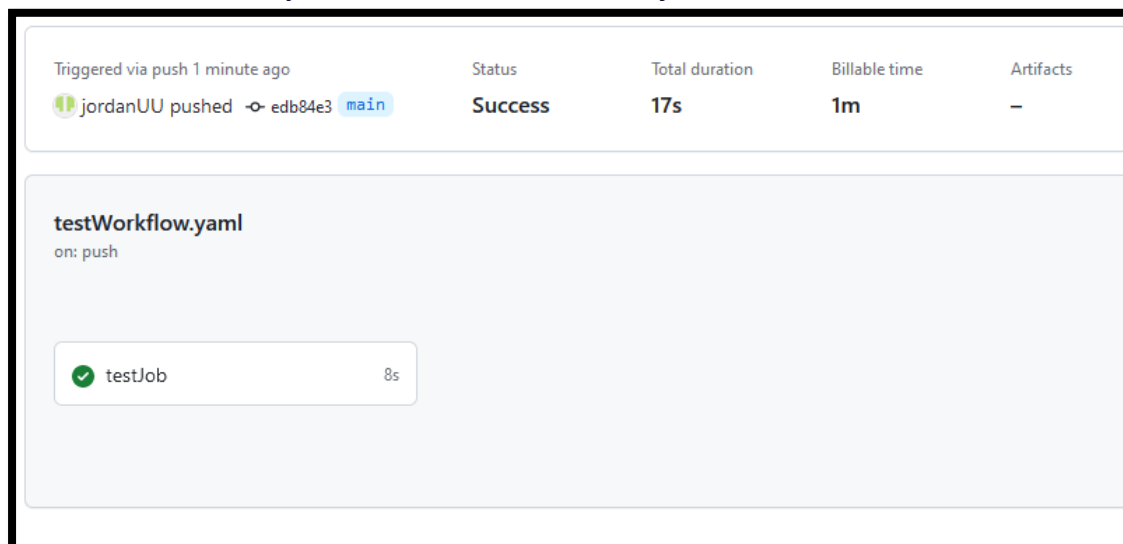 Triggered via push 1 minute ago
Status
Total duration
Billable time
Artifacts
jordanUU pushed edb84e3 main
Success
17s
1m
–
testWorkflow.yaml
on: push
testJob
8s